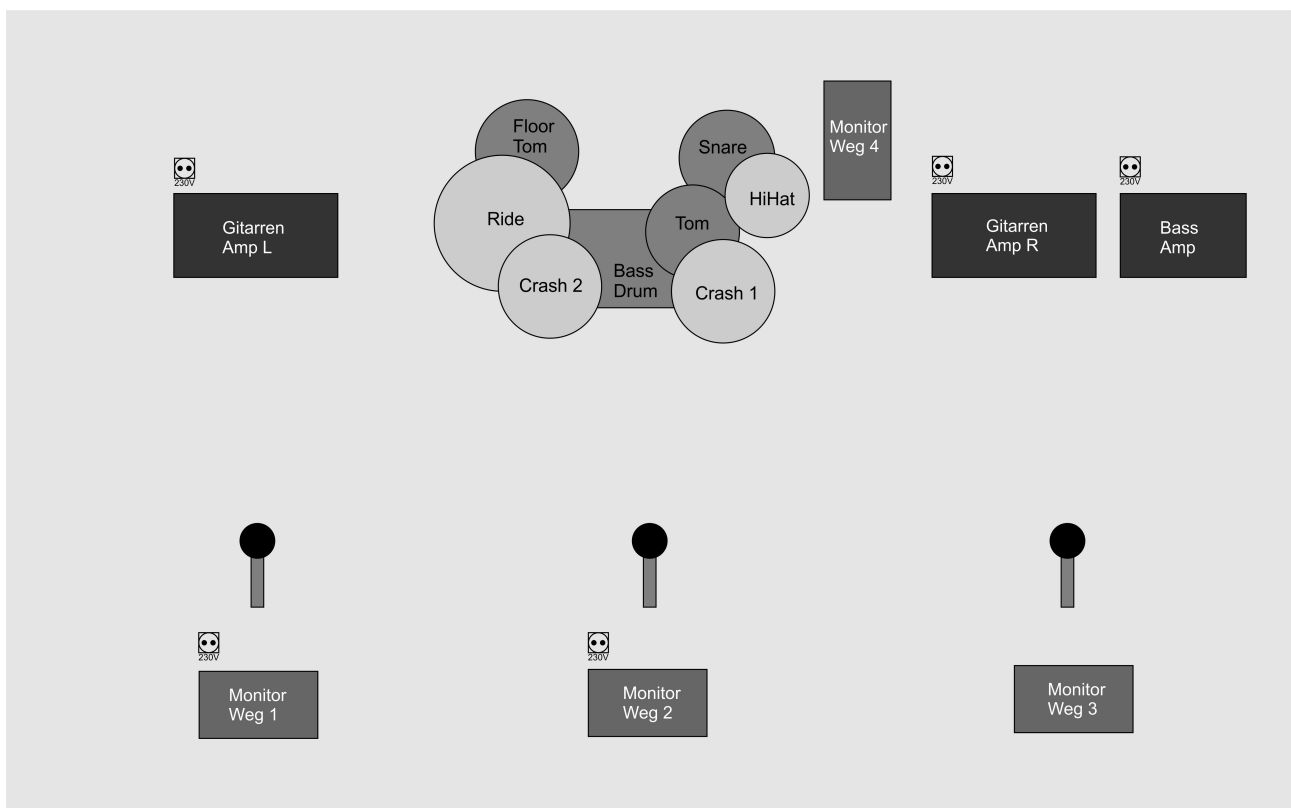 Floor
Tom
Snare
Monitor
Weg 4
230V
230V
230V
HiHat
Gitarren
Amp L
Ride
Tom
Gitarren
Amp R
Bass
Amp
Bass
Drum
Crash 2
Crash 1
230V
230V
Monitor
Weg 1
Monitor
Weg 2
Monitor
Weg 3